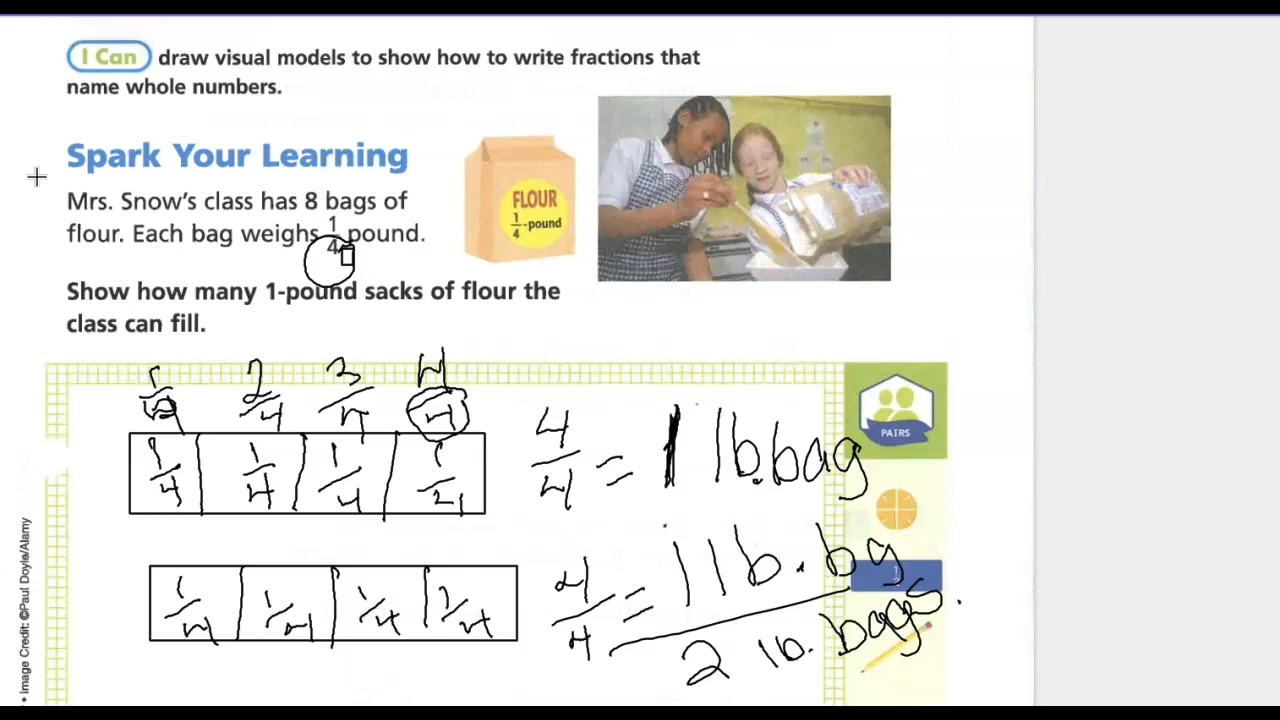 I Can draw visual models to show how to write fractions that
name whole numbers.
Spark Your Learning
Mrs. Snow's class has 8 bags of
flour. Each bag weighs 1/4 pound.
FLOUR
1/4-pound
Show how many 1-pound sacks of flour the
class can fill.
2/4 3/4 4/4
1/4 1/4 1/4 1/4
4/4 = 1 lb. bag
PAIRS
1/4 1/4 1/4 1/4
4/4 = 1 lb. bg
2 lb. bags.
• Image Credit: ©Paul Doyle/Alamy